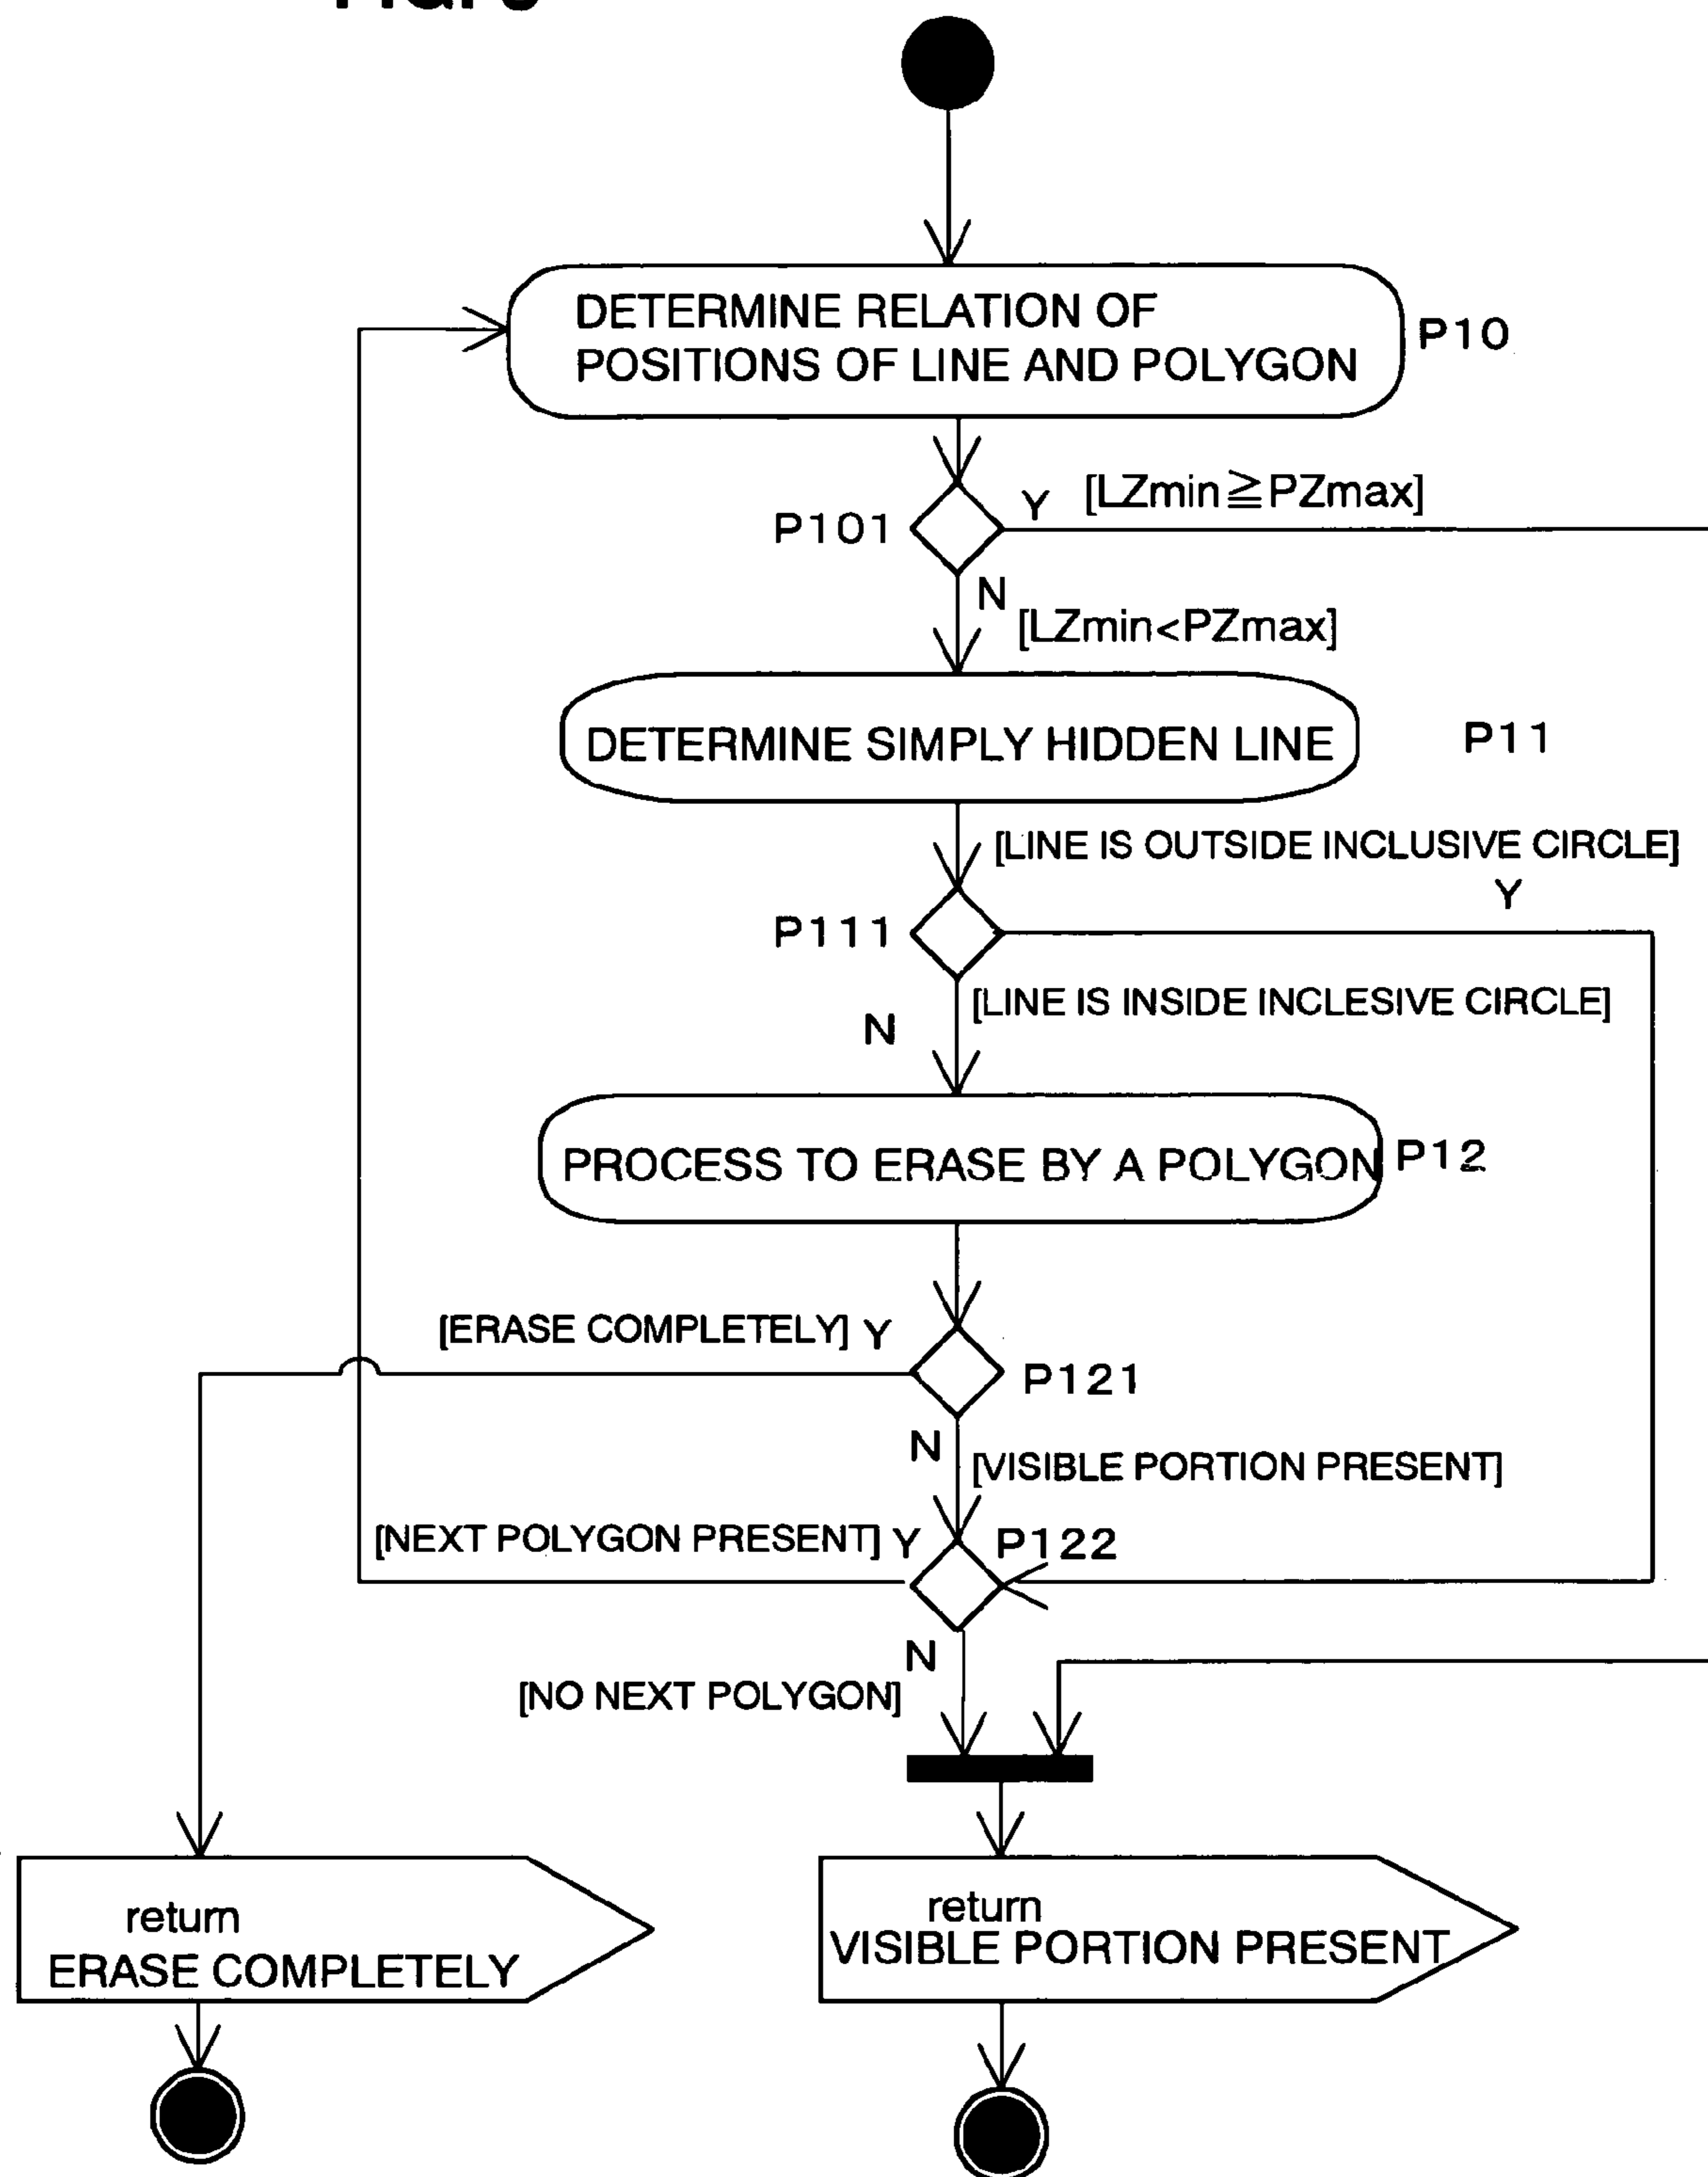 DETERMINE RELATION OF
POSITIONS OF LINE AND POLYGON
P10
P101
Y [LZmin≧PZmax]
N
[LZmin<PZmax]
DETERMINE SIMPLY HIDDEN LINE
P11
[LINE IS OUTSIDE INCLUSIVE CIRCLE]
Y
P111
[LINE IS INSIDE INCLESIVE CIRCLE]
N
PROCESS TO ERASE BY A POLYGON
P12
[ERASE COMPLETELY] Y
P121
N
[VISIBLE PORTION PRESENT]
[NEXT POLYGON PRESENT] Y
P122
N
[NO NEXT POLYGON]
return
ERASE COMPLETELY
return
VISIBLE PORTION PRESENT